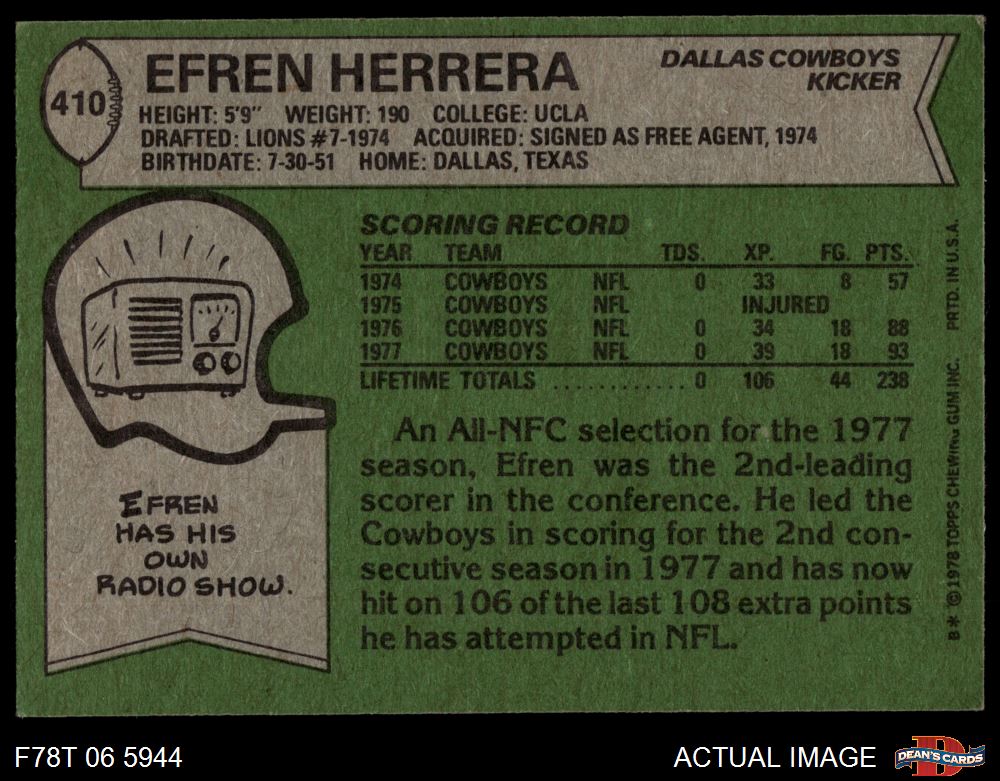 410
EFREN HERRERA
DALLAS COWBOYS
KICKER
HEIGHT: 5'9" WEIGHT: 190 COLLEGE: UCLA
DRAFTED: LIONS #7-1974 ACQUIRED: SIGNED AS FREE AGENT, 1974
BIRTHDATE: 7-30-51 HOME: DALLAS, TEXAS
SCORING RECORD
YEAR TEAM TDS. XP. FG. PTS.
1974 COWBOYS NFL 0 33 8 57
1975 COWBOYS NFL INJURED
1976 COWBOYS NFL 0 34 18 88
1977 COWBOYS NFL 0 39 18 93
LIFETIME TOTALS ............ 0 106 44 238
An All-NFC selection for the 1977
season, Efren was the 2nd-leading
scorer in the conference. He led the
Cowboys in scoring for the 2nd con-
secutive season in 1977 and has now
hit on 106 of the last 108 extra points
he has attempted in NFL.
EFREN
HAS HIS
OWN
RADIO SHOW.
B* ©1978 TOPPS CHEWING GUM INC. PRTD. IN U.S.A.
F78T 06 5944
ACTUAL IMAGE
D
DEAN'S CARDS